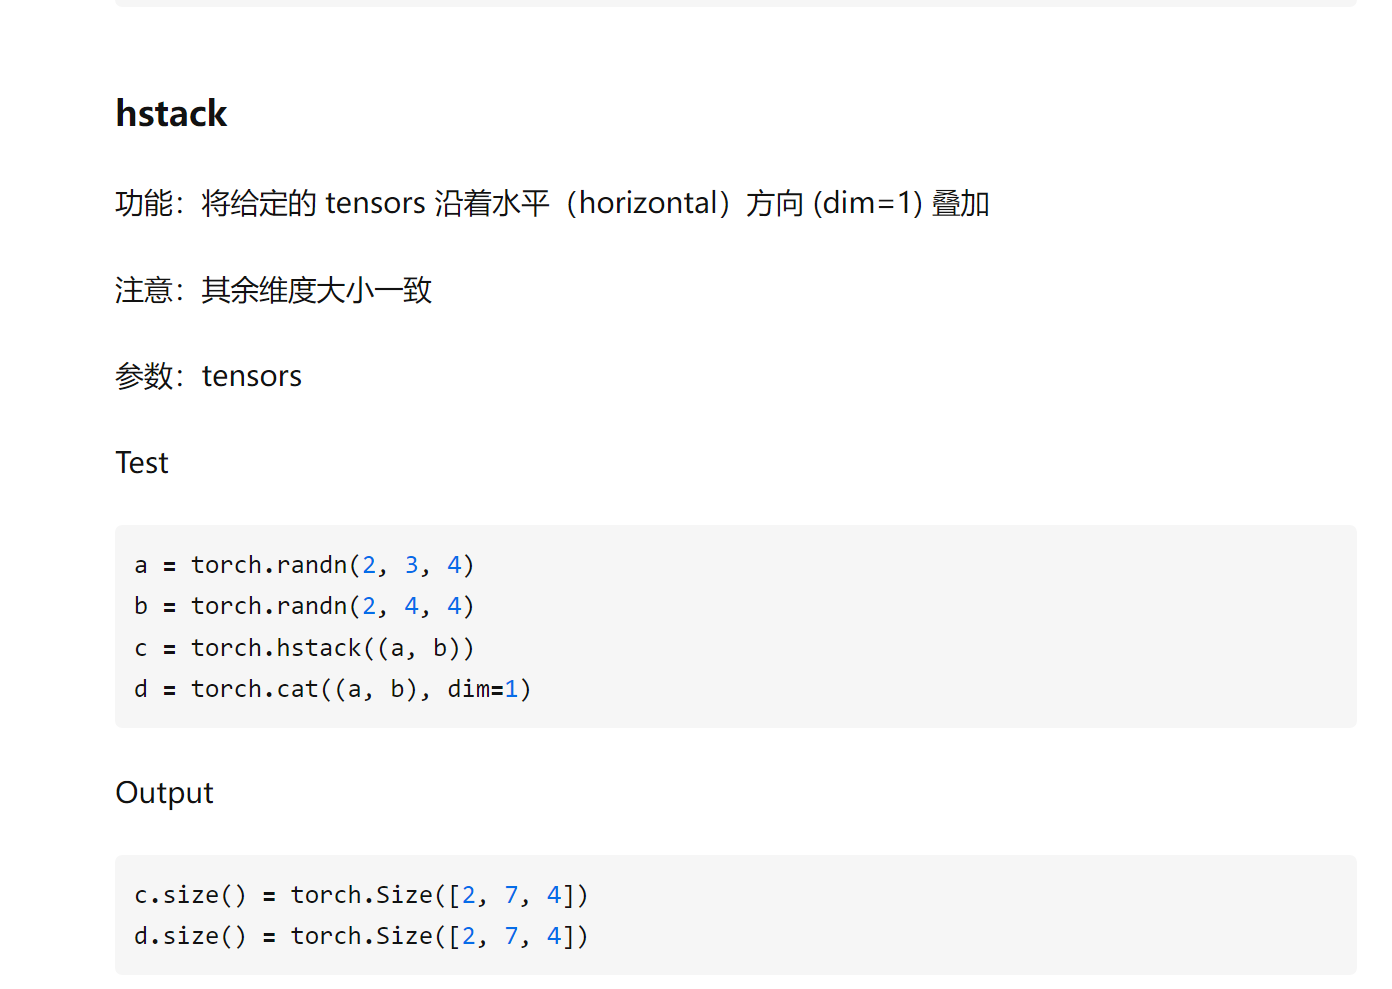 hstack
功能：将给定的 tensors 沿着水平（horizontal）方向 (dim=1) 叠加
注意：其余维度大小一致
参数：tensors
Test
a = torch.randn(2, 3, 4)
b = torch.randn(2, 4, 4)
c = torch.hstack((a, b))
d = torch.cat((a, b), dim=1)
Output
c.size() = torch.Size([2, 7, 4])
d.size() = torch.Size([2, 7, 4])